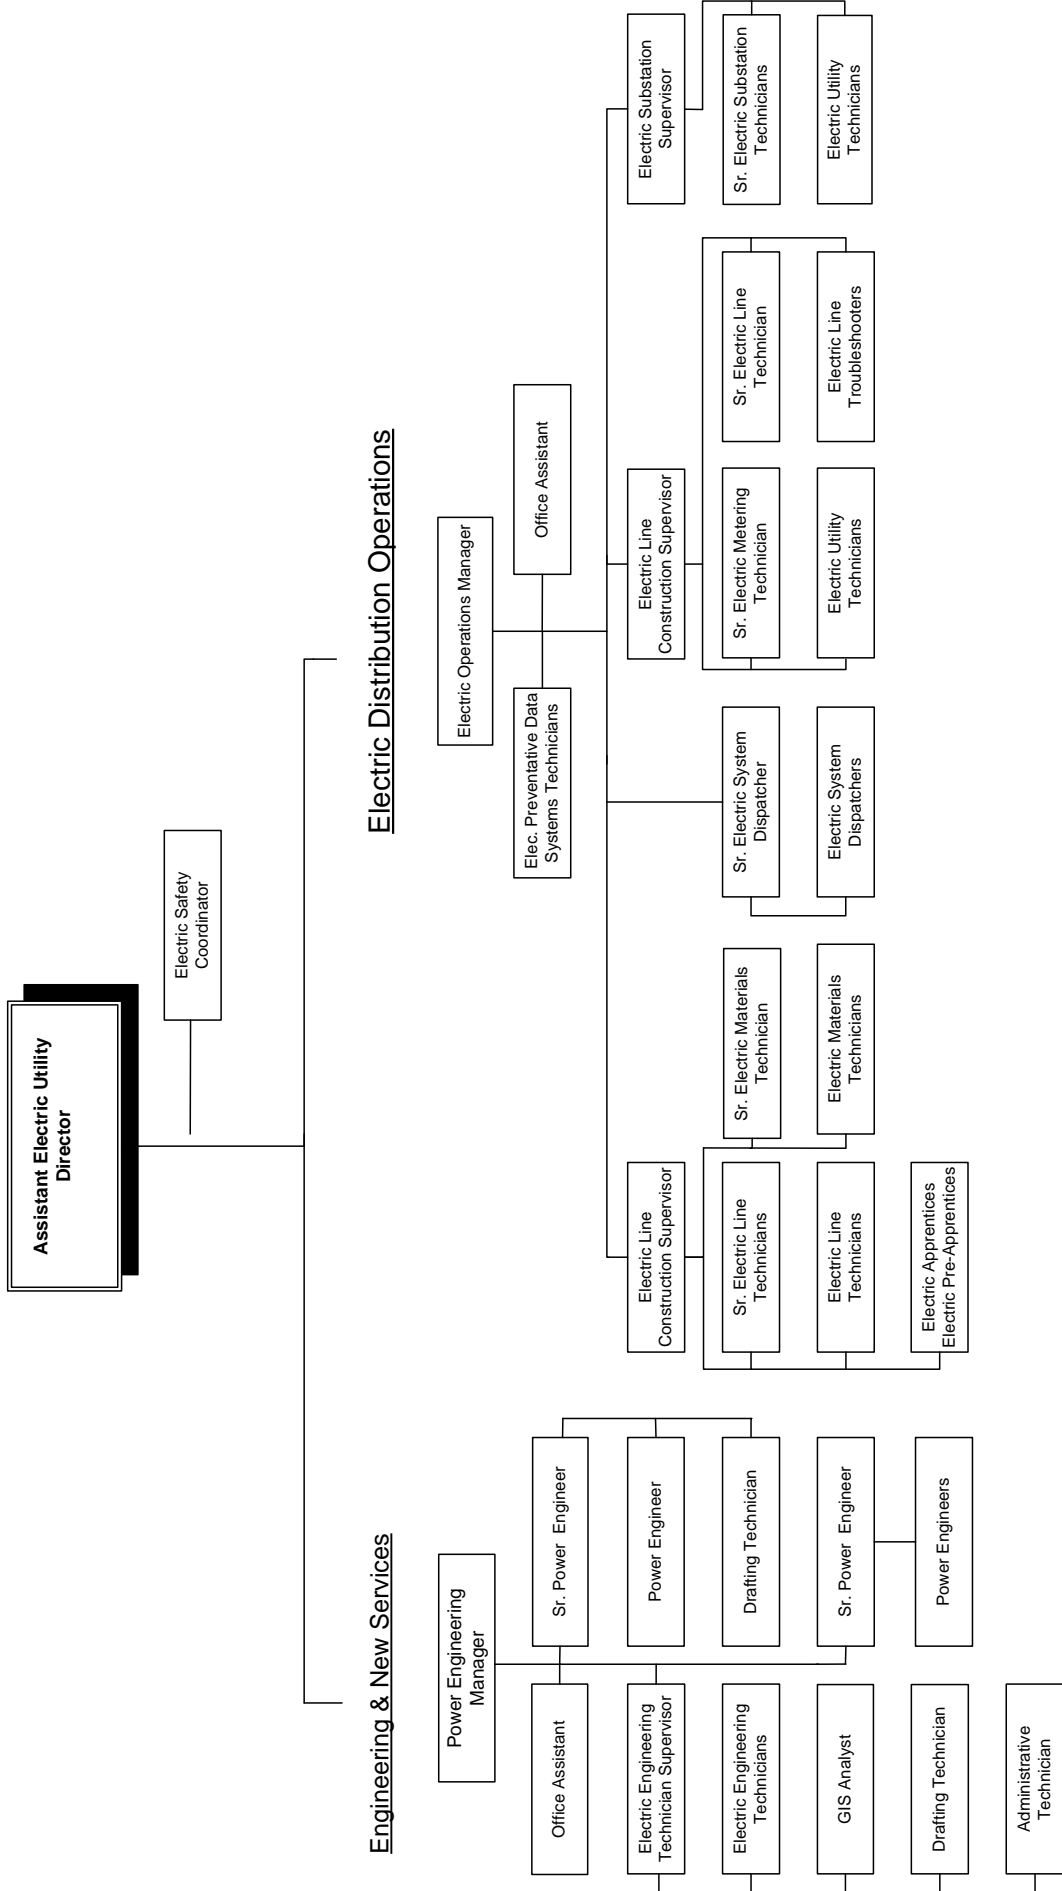 Assistant Electric Utility
Director
Electric Safety
Coordinator
Engineering & New Services
Power Engineering
Manager
Office Assistant
Sr. Power  Engineer
Electric Engineering
Technician Supervisor
Power Engineer
Electric Engineering
Technicians
Drafting Technician
GIS Analyst
Sr. Power  Engineer
Drafting Technician
Power Engineers
Administrative
Technician
Electric Distribution Operations
Electric Operations Manager
Elec. Preventative Data
Systems Technicians
Office Assistant
Electric Line
Construction Supervisor
Sr. Electric Line
Technicians
Sr. Electric Materials
Technician
Electric Line
Technicians
Electric Materials
Technicians
Electric Apprentices
Electric Pre-Apprentices
Sr. Electric System
Dispatcher
Electric System
Dispatchers
Electric Line
Construction Supervisor
Sr. Electric Metering
Technician
Sr. Electric Line
Technician
Electric Utility
Technicians
Electric Line
Troubleshooters
Electric Substation
Supervisor
Sr. Electric Substation
Technicians
Electric Utility
Technicians